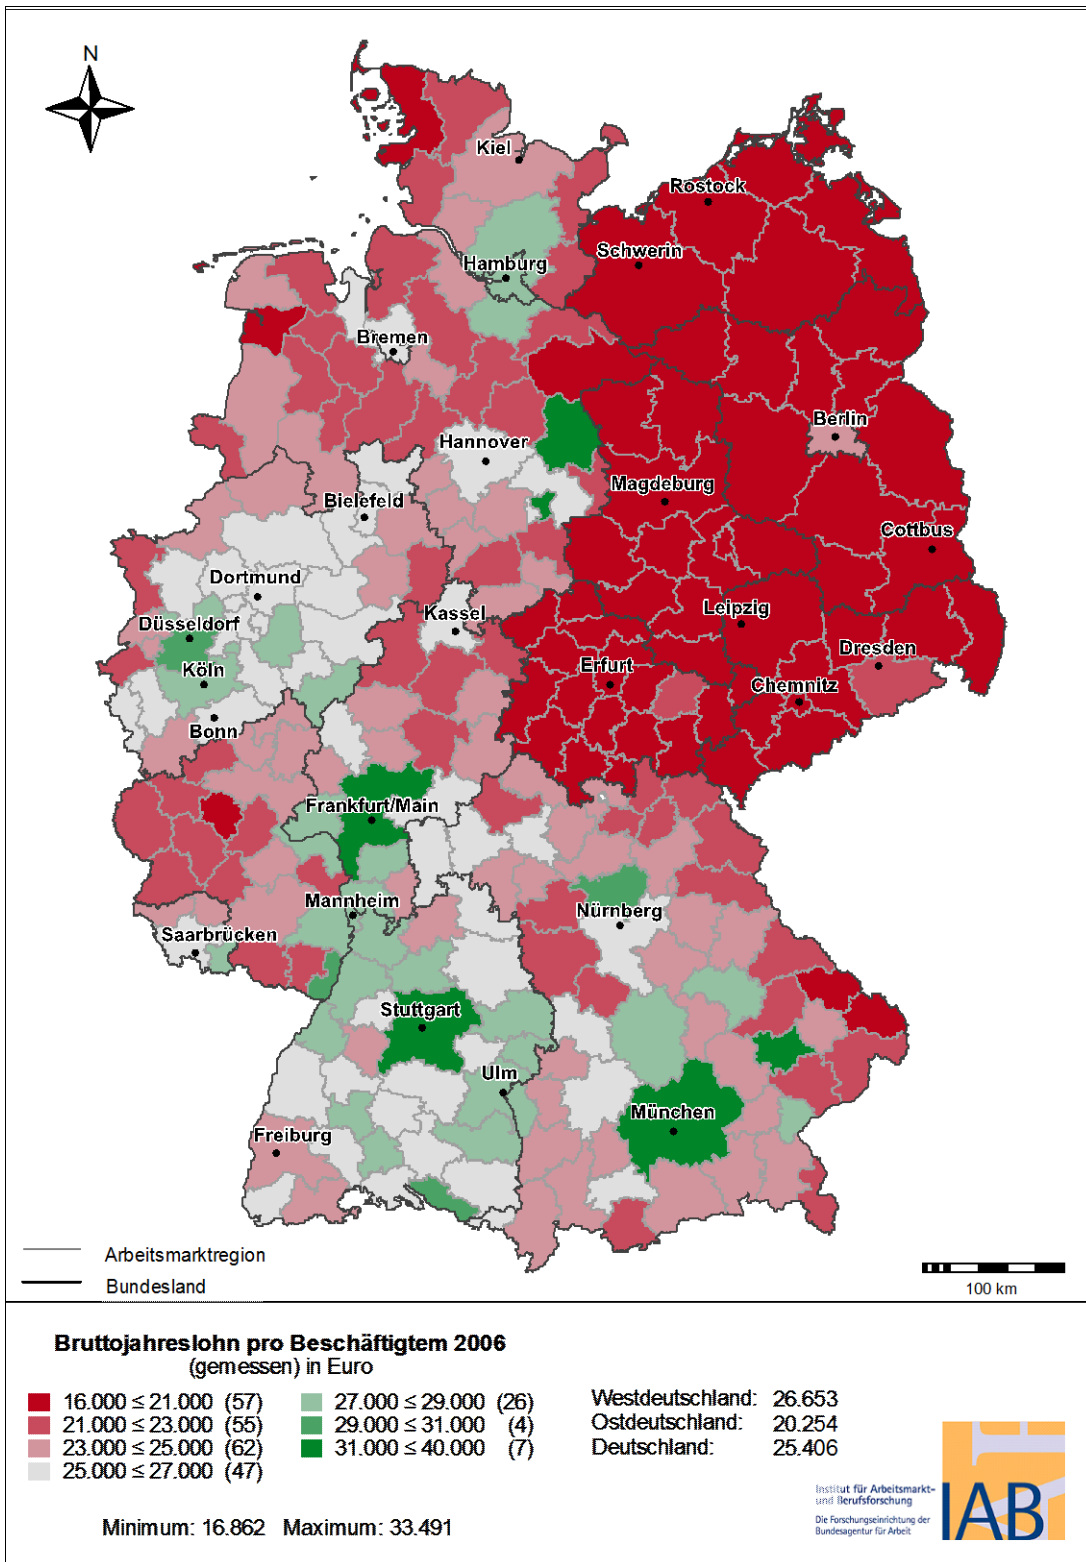 N
Kiel
Rostock
Schwerin
Hamburg
Bremen
Berlin
Hannover
Magdeburg
Bielefeld
Cottbus
Dortmund
Leipzig
Kassel
Düsseldorf
Dresden
Erfurt
Köln
Chemnitz
Bonn
Frankfurt/Main
Mannheim
Nürnberg
Saarbrücken
Stuttgart
Ulm
München
Freiburg
Arbeitsmarktregion
Bundesland
100 km
Bruttojahreslohn pro Beschäftigtem 2006
(gemessen) in Euro
16.000 ≤ 21.000 (57)
21.000 ≤ 23.000 (55)
23.000 ≤ 25.000 (62)
25.000 ≤ 27.000 (47)
27.000 ≤ 29.000 (26)
29.000 ≤ 31.000 (4)
31.000 ≤ 40.000 (7)
Westdeutschland: 26.653
Ostdeutschland: 20.254
Deutschland: 25.406
Minimum: 16.862 Maximum: 33.491
Institut für Arbeitsmarkt-
und Berufsforschung
Die Forschungseinrichtung der
Bundesagentur für Arbeit
IAB